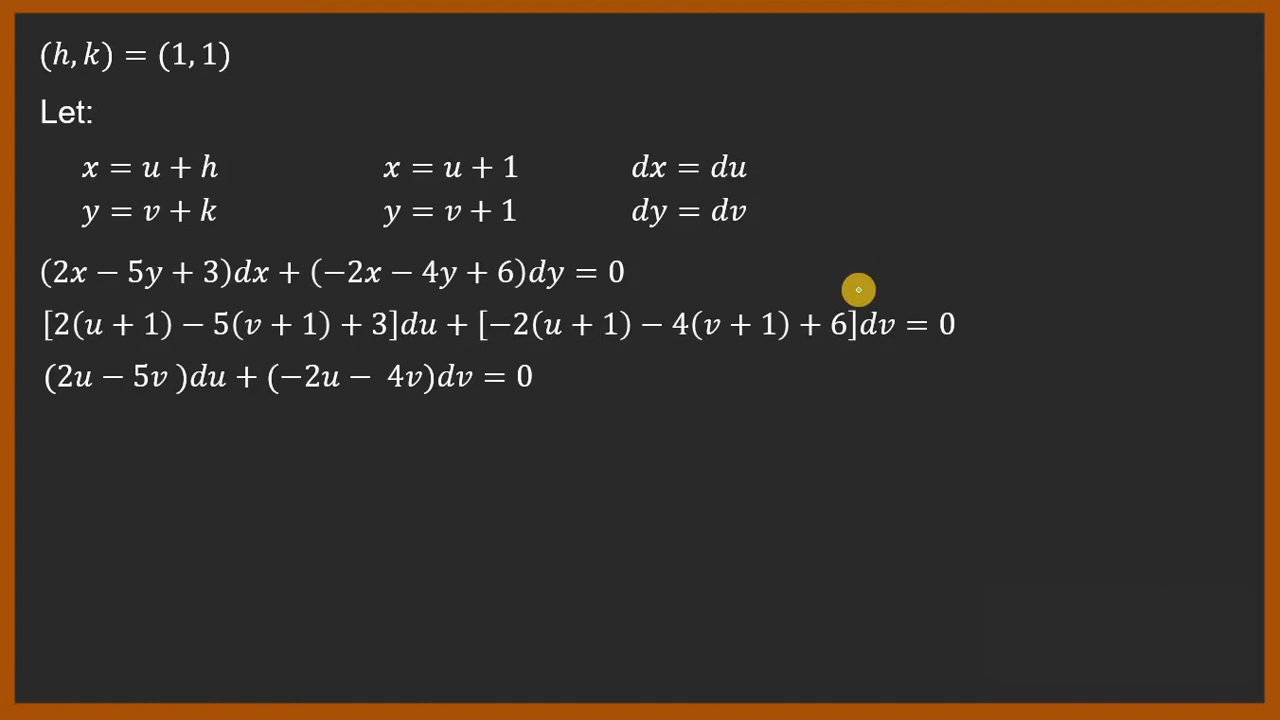 (h, k) = (1, 1)
Let:
x = u + h x = u + 1 dx = du
y = v + k y = v + 1 dy = dv
(2x − 5y + 3)dx + (−2x − 4y + 6)dy = 0
[2(u + 1) − 5(v + 1) + 3]du + [−2(u + 1) − 4(v + 1) + 6]dv = 0
(2u − 5v )du + (−2u − 4v)dv = 0